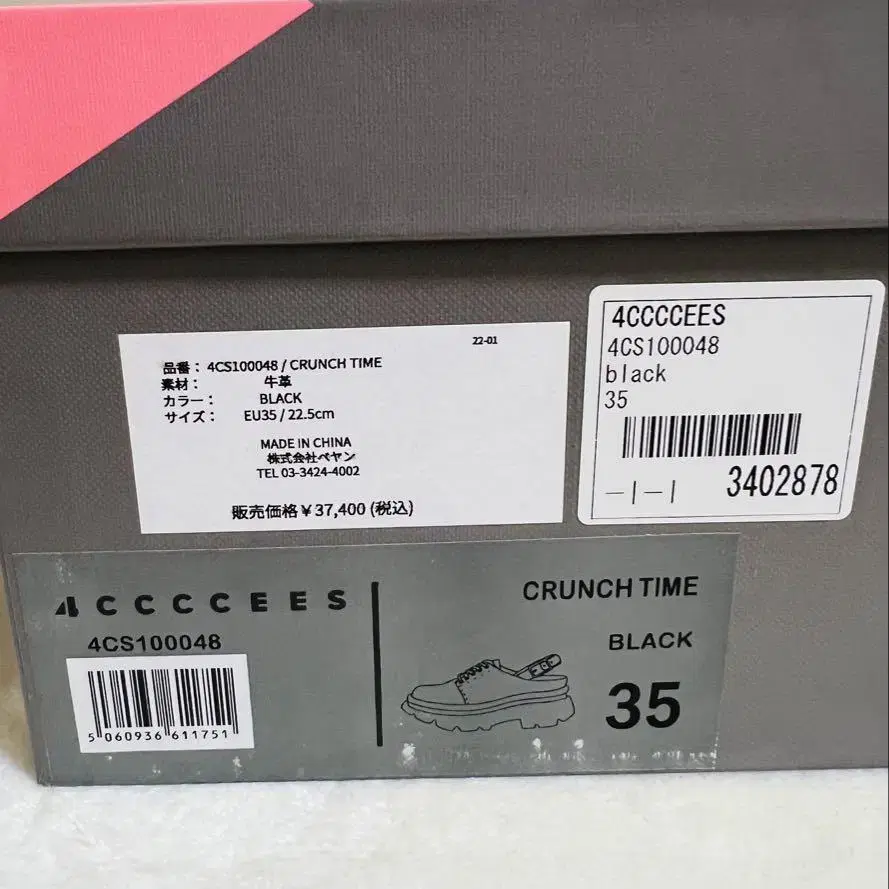 22-01
品番： 4CS100048 / CRUNCH TIME
素材： 牛革
カラー： BLACK
サイズ： EU35 / 22.5cm
MADE IN CHINA
株式会社ペヤン
TEL 03-3424-4002
販売価格￥37,400 (税込)
4CCCCEES
4CS100048
black
35
-|-|
3402878
4CCCCEES
4CS100048
5 060936 611751
CRUNCH TIME
BLACK
35